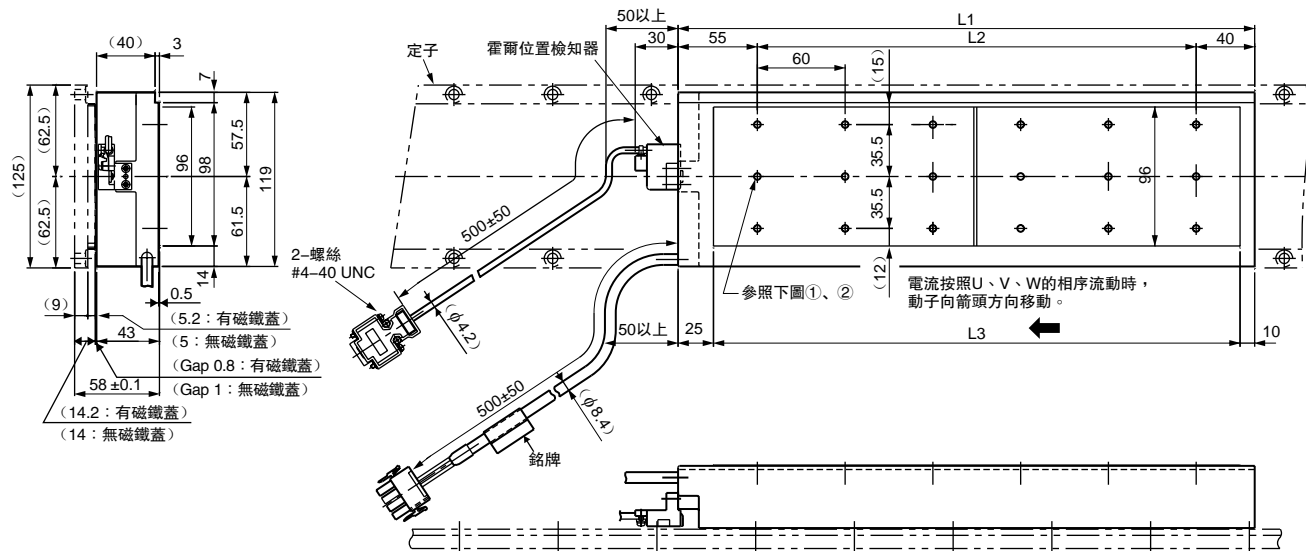 (40)
3
7
(62.5)
(125)
(62.5)
96
98
57.5
119
61.5
14
0.5
(9)
43
58 ±0.1
(5.2：有磁鐵蓋)
(5：無磁鐵蓋)
(Gap 0.8：有磁鐵蓋)
(Gap 1：無磁鐵蓋)
(14.2：有磁鐵蓋)
(14：無磁鐵蓋)
50以上
L1
30
55
L2
40
定子
霍爾位置檢知器
60
(15)
35.5
35.5
96
(12)
500±50
2–螺絲
#4–40 UNC
(φ4.2)
參照下圖①、②
電流按照U、V、W的相序流動時，
動子向箭頭方向移動。
50以上
25
L3
10
500±50
(φ8.4)
銘牌